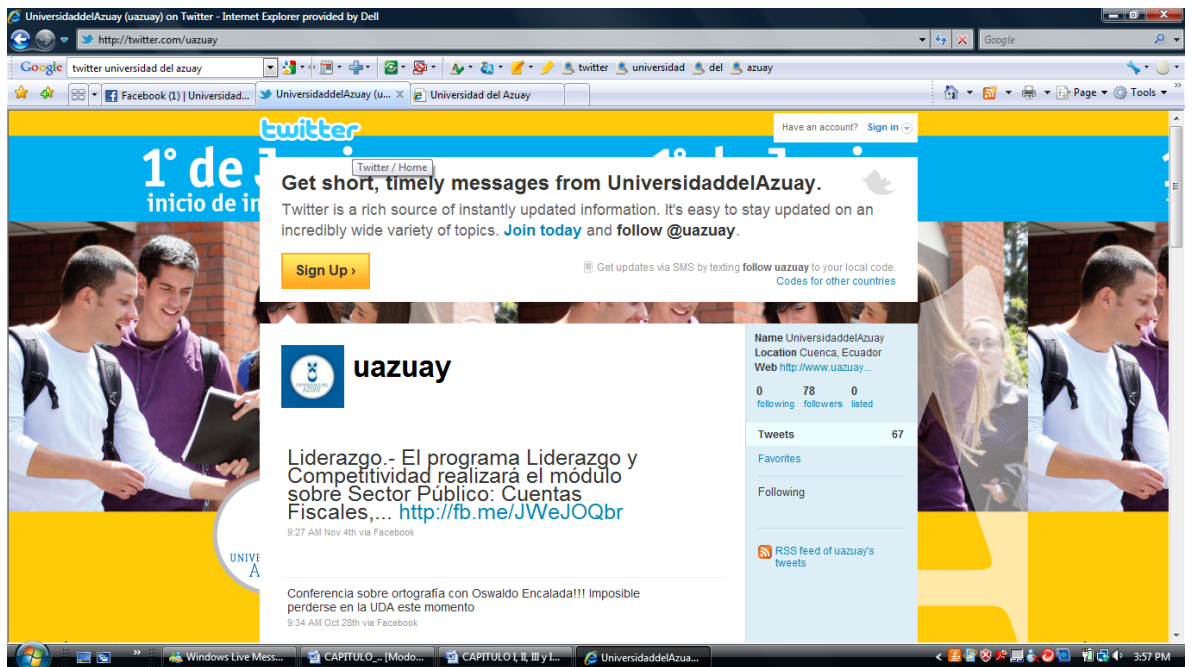 UniversidaddelAzuay (uazuay) on Twitter - Internet Explorer provided by Dell
http://twitter.com/uazuay
Google
Google twitter universidad del azuay
twitter universidad del azuay
Facebook (1) | Universidad...
UniversidaddelAzuay (u...
Universidad del Azuay
Page
Tools
twitter
Have an account? Sign in
1° de
inicio de in
Twitter / Home
Get short, timely messages from UniversidaddelAzuay.
Twitter is a rich source of instantly updated information. It's easy to stay updated on an
incredibly wide variety of topics. Join today and follow @uazuay.
Sign Up ›
Get updates via SMS by texting follow uazuay to your local code.
Codes for other countries
uazuay
Name UniversidaddelAzuay
Location Cuenca, Ecuador
Web http://www.uazuay...
0 78 0
following followers listed
Tweets 67
Favorites
Following
RSS feed of uazuay's
tweets
Liderazgo.- El programa Liderazgo y
Competitividad realizará el módulo
sobre Sector Público: Cuentas
Fiscales,... http://fb.me/JWeJOQbr
9:27 AM Nov 4th via Facebook
Conferencia sobre ortografía con Oswaldo Encalada!!! Imposible
perderse en la UDA este momento
9:34 AM Oct 28th via Facebook
UNIVE
A
Windows Live Mess...
CAPITULO_.. [Modo...
CAPITULO I, II, III y I...
UniversidaddelAzua...
3:57 PM